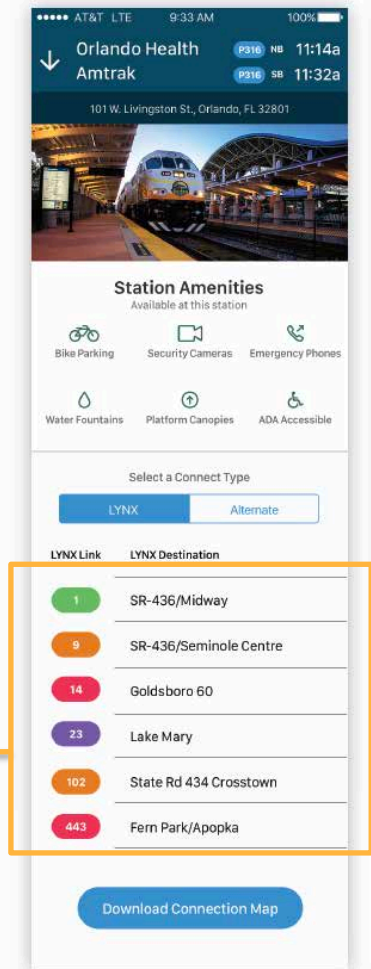 AT&T LTE 9:33 AM 100%
Orlando Health P316 NB 11:14a
Amtrak P316 SB 11:32a
101 W. Livingston St., Orlando, FL 32801
Station Amenities
Available at this station
Bike Parking Security Cameras Emergency Phones
Water Fountains Platform Canopies ADA Accessible
Select a Connect Type
LYNX Alternate
LYNX Link LYNX Destination
1 SR-436/Midway
9 SR-436/Seminole Centre
14 Goldsboro 60
23 Lake Mary
102 State Rd 434 Crosstown
443 Fern Park/Apopka
Download Connection Map